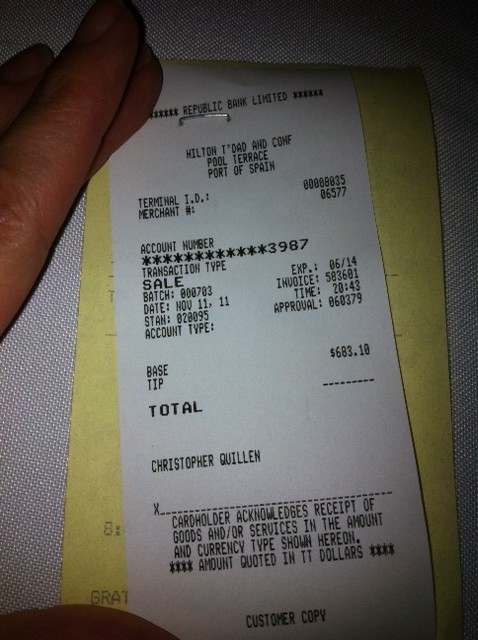 ****** REPUBLIC BANK LIMITED ******
HILTON T'DAD AND CONF
POOL TERRACE
PORT OF SPAIN
TERMINAL I.D.: 00008035
MERCHANT #: 06577
ACCOUNT NUMBER
************3987
TRANSACTION TYPE EXP.: 06/14
SALE INVOICE: 583601
BATCH: 000703 TIME: 20:43
DATE: NOV 11, 11 APPROVAL: 060379
STAN: 020095
ACCOUNT TYPE:
BASE $683.10
TIP ---------
TOTAL
CHRISTOPHER QUILLEN
X
CARDHOLDER ACKNOWLEDGES RECEIPT OF
GOODS AND/OR SERVICES IN THE AMOUNT
AND CURRENCY TYPE SHOWN HEREON.
**** AMOUNT QUOTED IN TT DOLLARS ****
8:
GRAT
CUSTOMER COPY